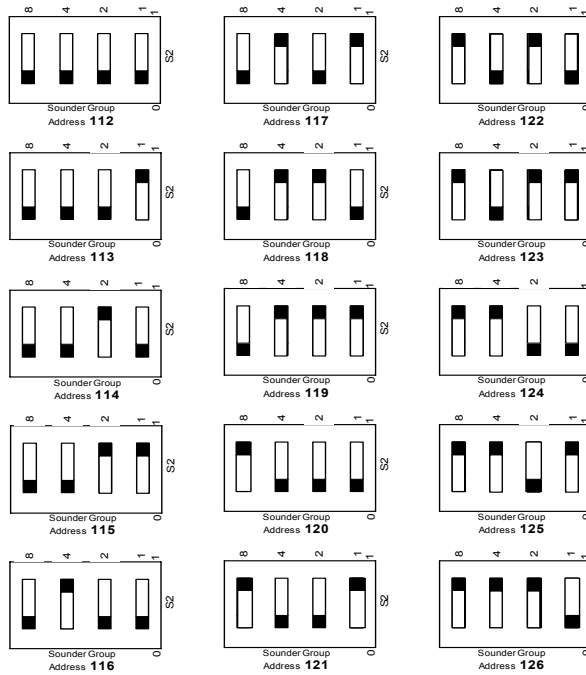 8 4 2 1 1
S2
0
Sounder Group
Address 112
8 4 2 1 1
S2
0
Sounder Group
Address 117
8 4 2 1 1
0
Sounder Group
Address 122
8 4 2 1 1
S2
0
Sounder Group
Address 113
8 4 2 1 1
S2
0
Sounder Group
Address 118
8 4 2 1 1
0
Sounder Group
Address 123
8 4 2 1 1
S2
0
Sounder Group
Address 114
8 4 2 1 1
S2
0
Sounder Group
Address 119
8 4 2 1 1
0
Sounder Group
Address 124
8 4 2 1 1
S2
0
Sounder Group
Address 115
8 4 2 1 1
S2
0
Sounder Group
Address 120
8 4 2 1 1
0
Sounder Group
Address 125
8 4 2 1 1
S2
0
Sounder Group
Address 116
8 4 2 1 1
S2
0
Sounder Group
Address 121
8 4 2 1 1
0
Sounder Group
Address 126